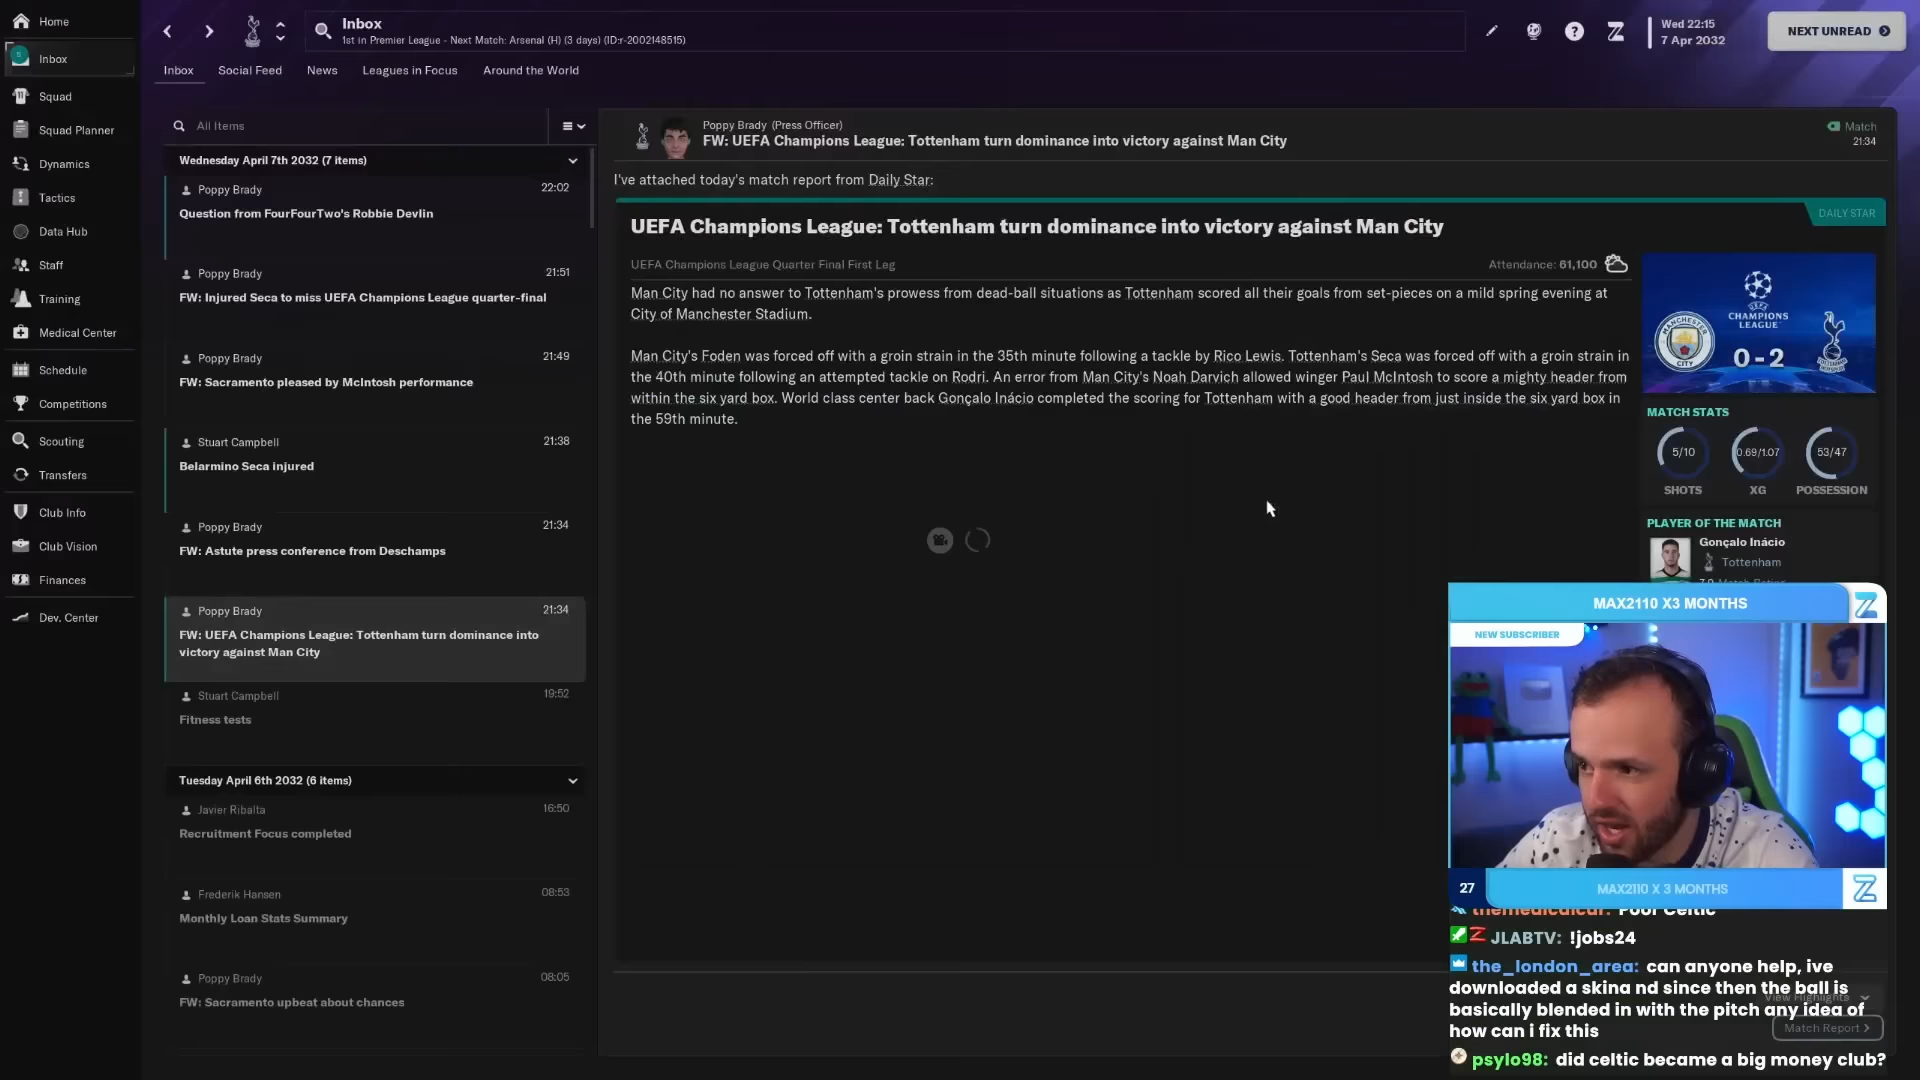 Home
Inbox
Squad
Squad Planner
Dynamics
Tactics
Data Hub
Staff
Training
Medical Center
Schedule
Competitions
Scouting
Transfers
Club Info
Club Vision
Finances
Dev. Center
Inbox
1st in Premier League - Next Match: Arsenal (H) (3 days) (ID:r-2002148515)
Wed 22:15
7 Apr 2032
NEXT UNREAD
Inbox Social Feed News Leagues in Focus Around the World
All Items
Wednesday April 7th 2032 (7 items)
Poppy Brady 22:02
Question from FourFourTwo's Robbie Devlin
Poppy Brady 21:51
FW: Injured Seca to miss UEFA Champions League quarter-final
Poppy Brady 21:49
FW: Sacramento pleased by McIntosh performance
Stuart Campbell 21:38
Belarmino Seca injured
Poppy Brady 21:34
FW: Astute press conference from Deschamps
Poppy Brady 21:34
FW: UEFA Champions League: Tottenham turn dominance into
victory against Man City
Stuart Campbell 19:52
Fitness tests
Tuesday April 6th 2032 (6 items)
Javier Ribalta 16:50
Recruitment Focus completed
Frederik Hansen 08:53
Monthly Loan Stats Summary
Poppy Brady 08:05
FW: Sacramento upbeat about chances
Poppy Brady (Press Officer)
FW: UEFA Champions League: Tottenham turn dominance into victory against Man City
Match
21:34
I've attached today's match report from Daily Star:
DAILY STAR
UEFA Champions League: Tottenham turn dominance into victory against Man City
UEFA Champions League Quarter Final First Leg
Attendance: 61,100
Man City had no answer to Tottenham's prowess from dead-ball situations as Tottenham scored all their goals from set-pieces on a mild spring evening at
City of Manchester Stadium.
Man City's Foden was forced off with a groin strain in the 35th minute following a tackle by Rico Lewis. Tottenham's Seca was forced off with a groin strain in
the 40th minute following an attempted tackle on Rodri. An error from Man City's Noah Darvich allowed winger Paul McIntosh to score a mighty header from
within the six yard box. World class center back Gonçalo Inácio completed the scoring for Tottenham with a good header from just inside the six yard box in
the 59th minute.
UEFA
CHAMPIONS
LEAGUE
MANCHESTER
CITY
0 - 2
MATCH STATS
5/10 0.69/1.07 53/47
SHOTS XG POSSESSION
PLAYER OF THE MATCH
Gonçalo Inácio
Tottenham
MAX2110 X3 MONTHS
NEW SUBSCRIBER
27 MAX2110 X 3 MONTHS
themedicalcar: Poor Celtic
JLABTV: !jobs24
the_london_area: can anyone help, ive
downloaded a skina nd since then the ball is
basically blended in with the pitch any idea of
how can i fix this
psylo98: did celtic became a big money club?
View Highlights
Match Report